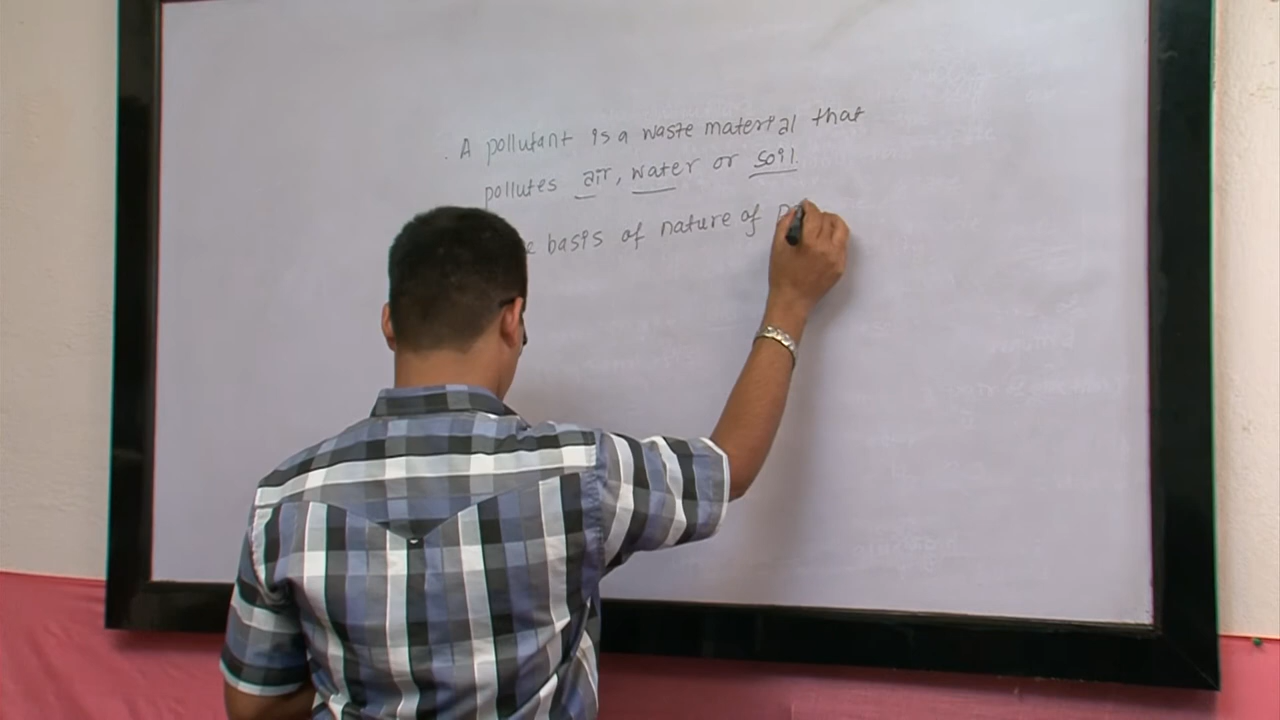 . A pollutant is a waste material that
pollutes air, water or soil.
basis of nature of